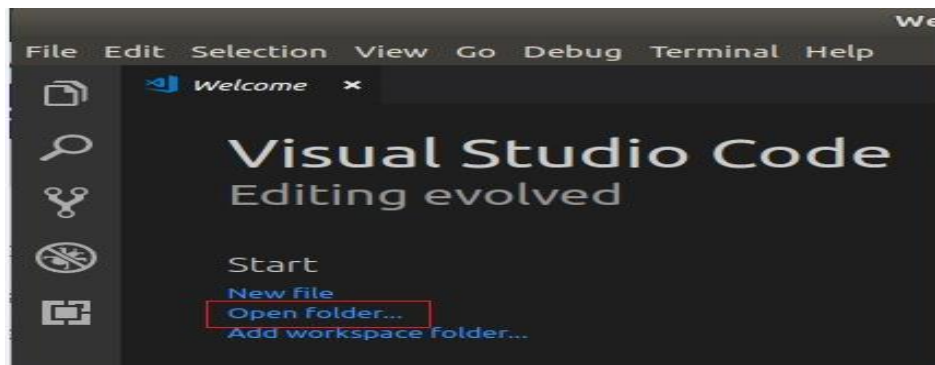 We
File Edit Selection View Go Debug Terminal Help
Welcome
Visual Studio Code
Editing evolved
Start
New file
Open folder...
Add workspace folder...